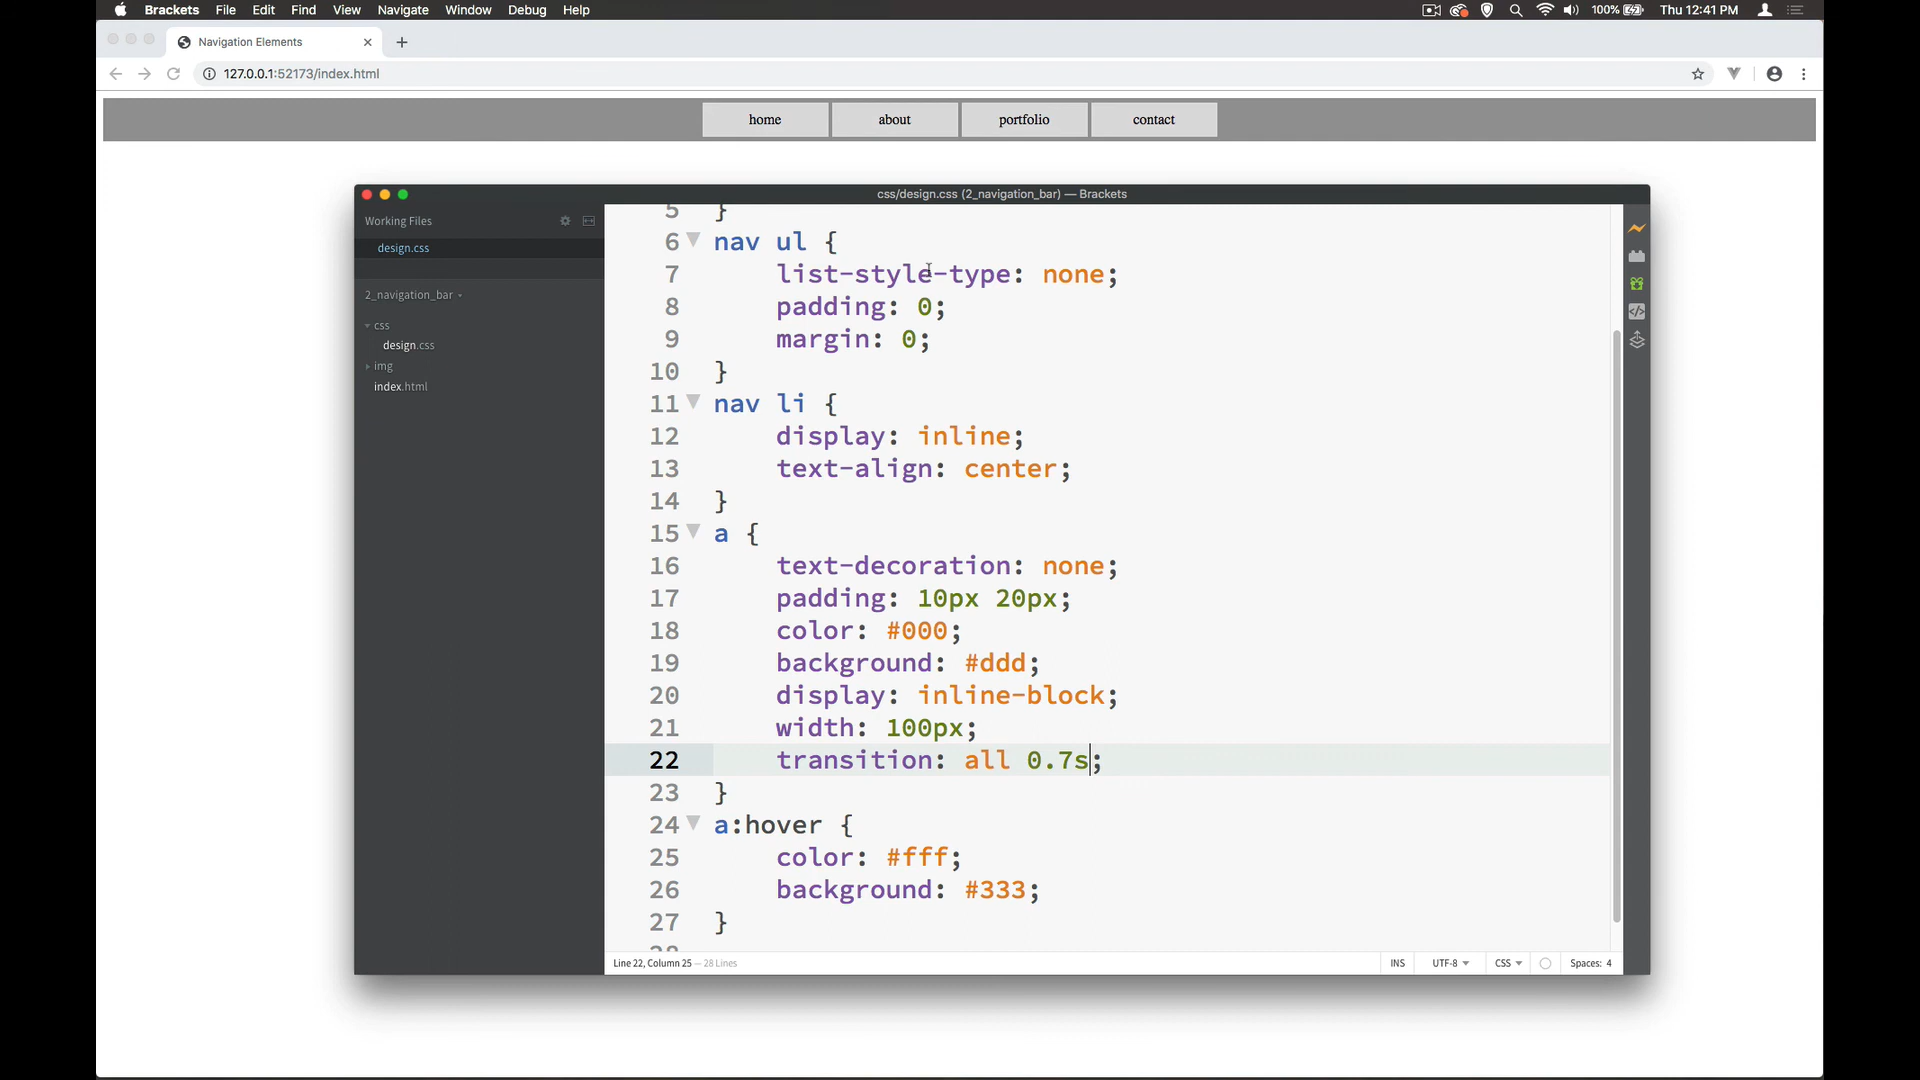 Brackets File Edit Find View Navigate Window Debug Help 100% Thu 12:41 PM
Navigation Elements
127.0.0.1:52173/index.html
home about portfolio contact
css/design.css (2_navigation_bar) — Brackets
Working Files
design.css
2_navigation_bar
css
design.css
img
index.html
5 }
6 nav ul {
7 list-style-type: none;
8 padding: 0;
9 margin: 0;
10 }
11 nav li {
12 display: inline;
13 text-align: center;
14 }
15 a {
16 text-decoration: none;
17 padding: 10px 20px;
18 color: #000;
19 background: #ddd;
20 display: inline-block;
21 width: 100px;
22 transition: all 0.7s;
23 }
24 a:hover {
25 color: #fff;
26 background: #333;
27 }
28
Line 22, Column 25 — 28 Lines INS UTF-8 CSS Spaces: 4